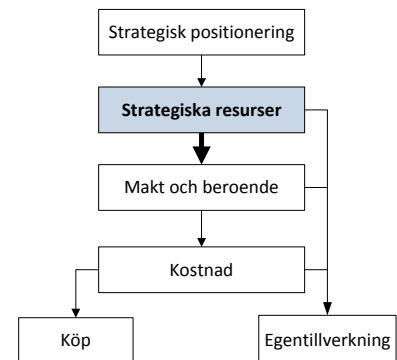 Strategisk positionering
Strategiska resurser
Makt och beroende
Kostnad
Köp
Egentillverkning